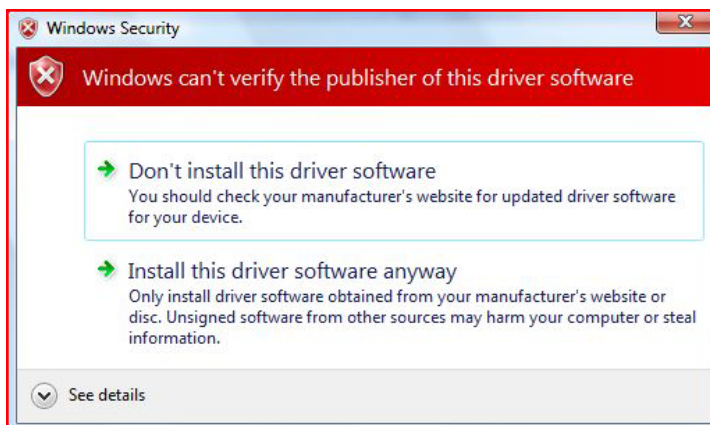 Windows Security
Windows can't verify the publisher of this driver software
Don't install this driver software
You should check your manufacturer's website for updated driver software
for your device.
Install this driver software anyway
Only install driver software obtained from your manufacturer's website or
disc. Unsigned software from other sources may harm your computer or steal
information.
See details